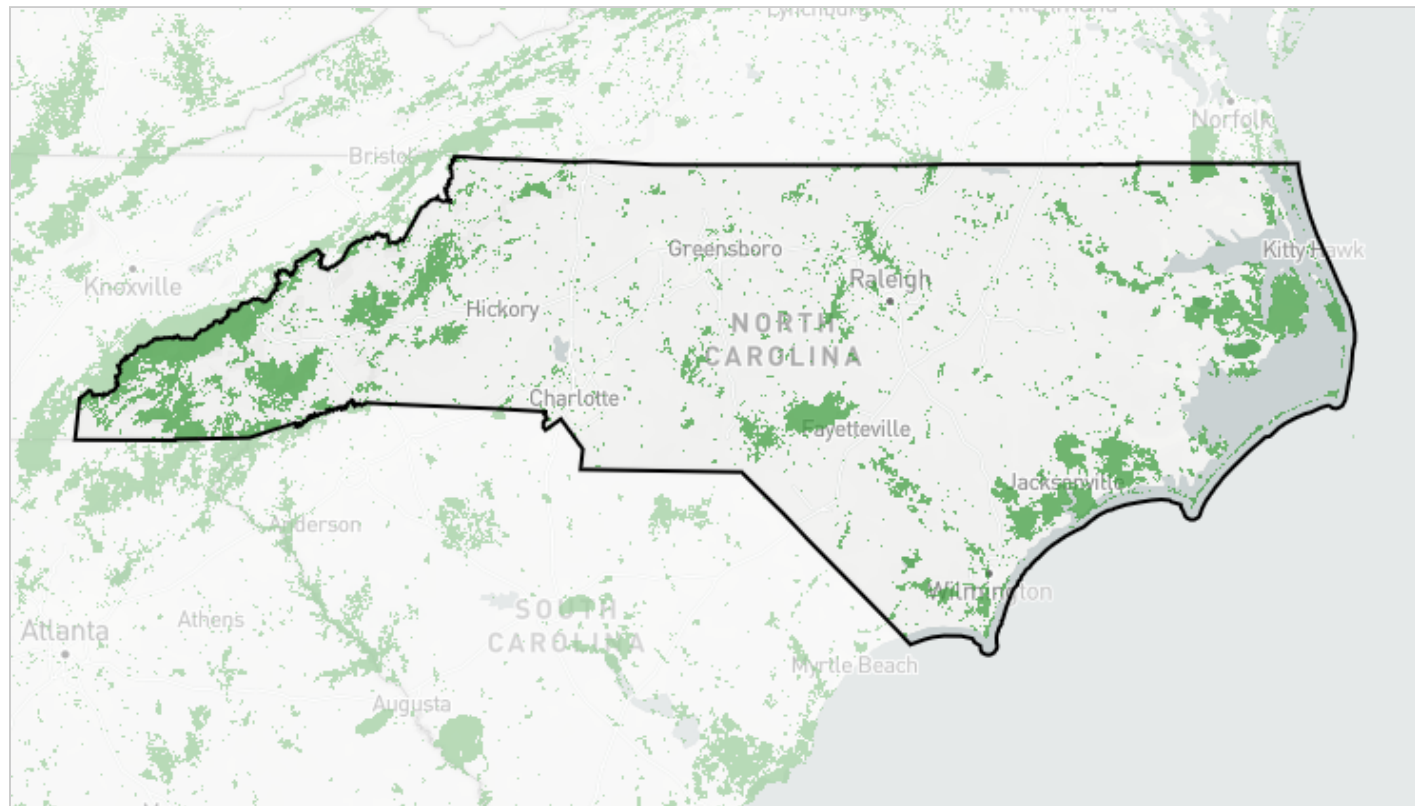 Lynchburg
Richmond
Norfolk
Bristol
Kitty Hawk
Greensboro
Knoxville
Raleigh
Hickory
NORTH
CAROLINA
Charlotte
Fayetteville
Jacksonville
Anderson
Wilmington
SOUTH
CAROLINA
Athens
Atlanta
Myrtle Beach
Augusta